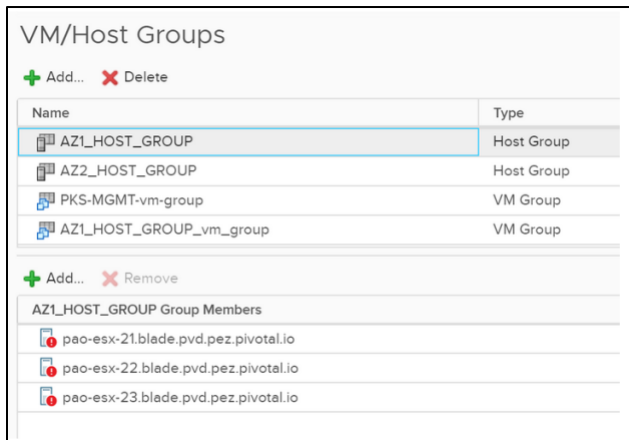 VM/Host Groups
Add... Delete
Name Type
AZ1_HOST_GROUP Host Group
AZ2_HOST_GROUP Host Group
PKS-MGMT-vm-group VM Group
AZ1_HOST_GROUP_vm_group VM Group
Add... Remove
AZ1_HOST_GROUP Group Members
pao-esx-21.blade.pvd.pez.pivotal.io
pao-esx-22.blade.pvd.pez.pivotal.io
pao-esx-23.blade.pvd.pez.pivotal.io